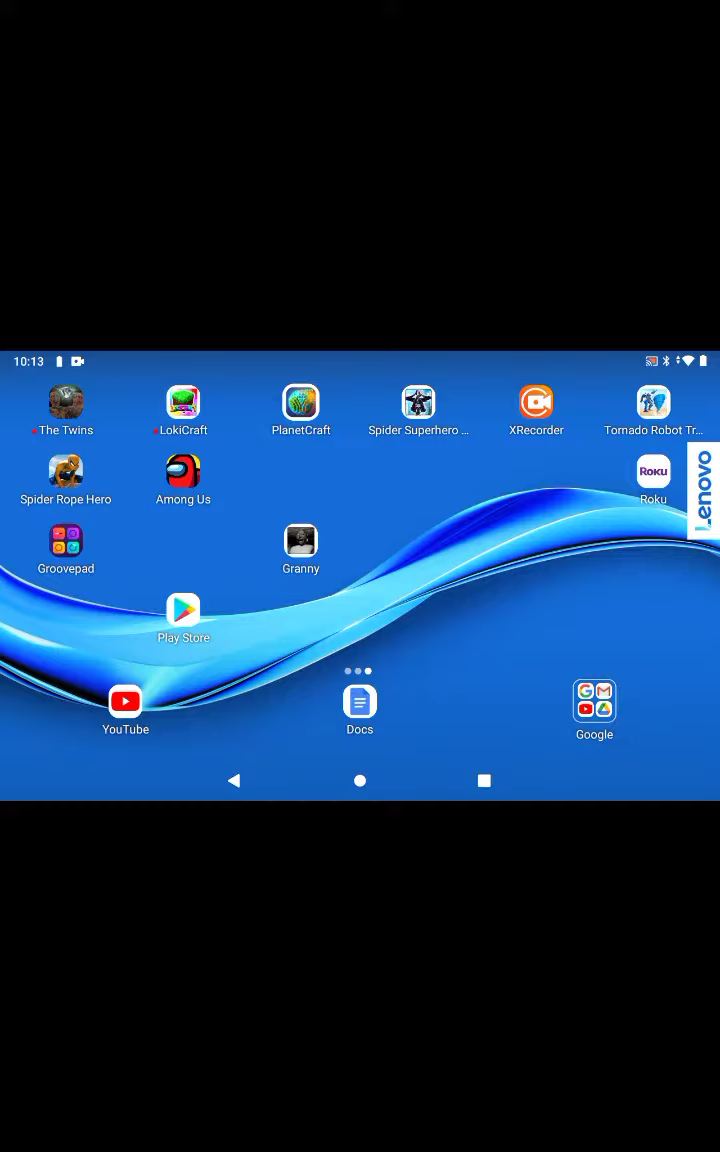 10:13
The Twins
LokiCraft
PlanetCraft
Spider Superhero ...
XRecorder
Tornado Robot Tr...
Spider Rope Hero
Among Us
Roku
Roku
Lenovo
Groovepad
Granny
Play Store
YouTube
Docs
Google